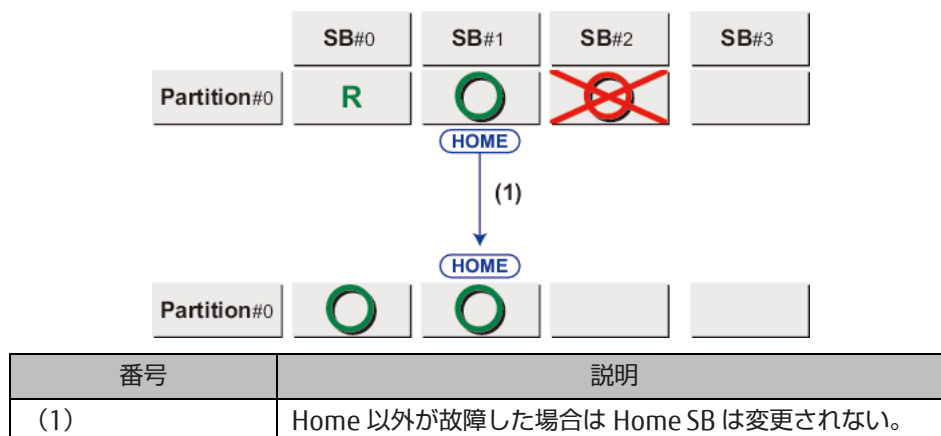 SB#0 SB#1 SB#2 SB#3
Partition#0 R
HOME
(1)
HOME
Partition#0
番号 説明
（1） Home 以外が故障した場合は Home SB は変更されない。